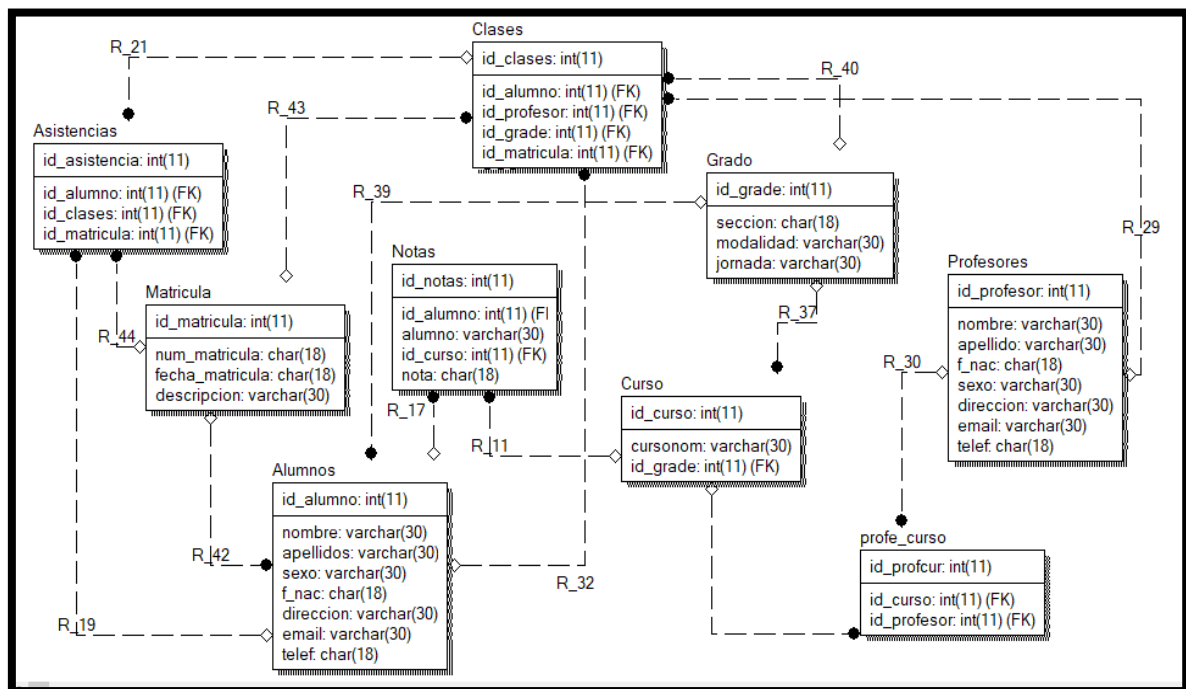 Clases
id_clases: int(11)
id_alumno: int(11) (FK)
id_profesor: int(11) (FK)
id_grade: int(11) (FK)
id_matricula: int(11) (FK)
R_21
R_40
R_43
Asistencias
id_asistencia: int(11)
id_alumno: int(11) (FK)
id_clases: int(11) (FK)
id_matricula: int(11) (FK)
R_39
Grado
id_grade: int(11)
seccion: char(18)
modalidad: varchar(30)
jornada: varchar(30)
R_29
Notas
id_notas: int(11)
id_alumno: int(11) (FI
alumno: varchar(30)
id_curso: int(11) (FK)
nota: char(18)
Profesores
id_profesor: int(11)
nombre: varchar(30)
apellido: varchar(30)
f_nac: char(18)
sexo: varchar(30)
direccion: varchar(30)
email: varchar(30)
telef: char(18)
Matricula
id_matricula: int(11)
num_matricula: char(18)
fecha_matricula: char(18)
descripcion: varchar(30)
R_44
R_37
R_30
R_17
R_11
Curso
id_curso: int(11)
cursonom: varchar(30)
id_grade: int(11) (FK)
Alumnos
id_alumno: int(11)
nombre: varchar(30)
apellidos: varchar(30)
sexo: varchar(30)
f_nac: char(18)
direccion: varchar(30)
email: varchar(30)
telef: char(18)
R_42
R_32
R_19
profe_curso
id_profcur: int(11)
id_curso: int(11) (FK)
id_profesor: int(11) (FK)